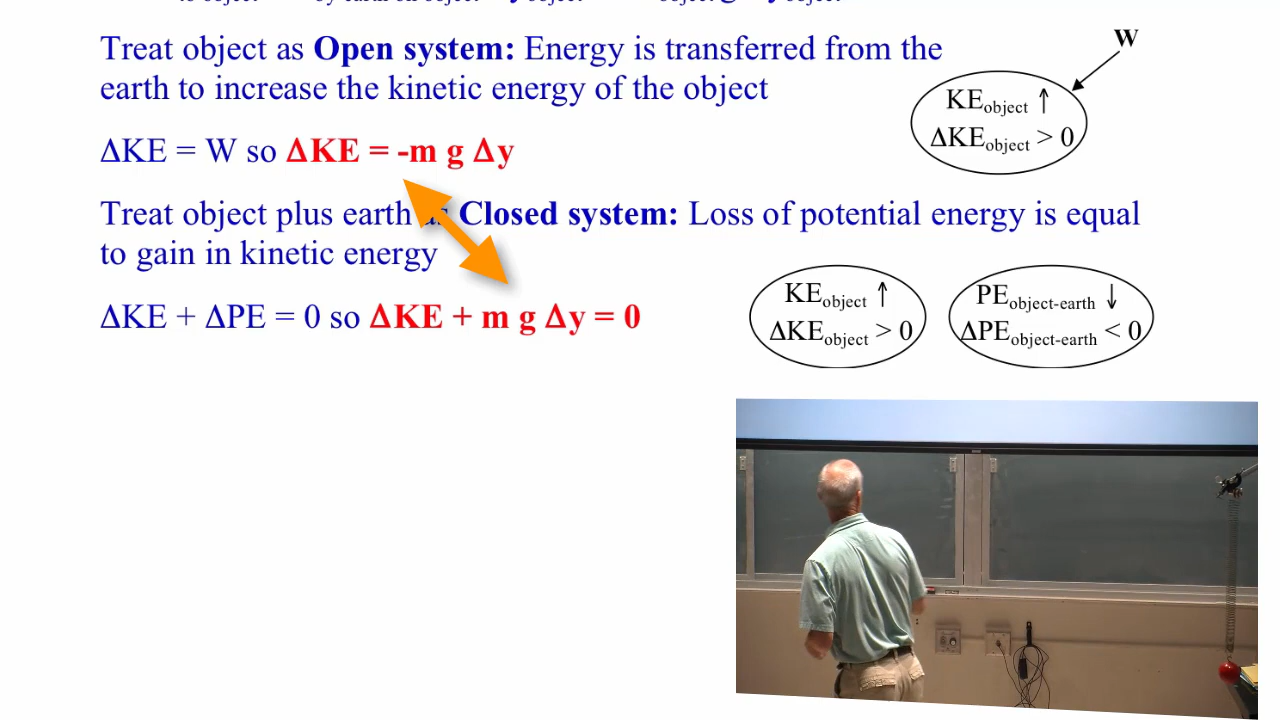 Treat object as Open system: Energy is transferred from the
earth to increase the kinetic energy of the object
W
KEobject ↑
ΔKEobject > 0
ΔKE = W so ΔKE = -m g Δy
Treat object plus earth Closed system: Loss of potential energy is equal
to gain in kinetic energy
KEobject ↑
ΔKEobject > 0
PEobject-earth ↓
ΔPEobject-earth < 0
ΔKE + ΔPE = 0 so ΔKE + m g Δy = 0